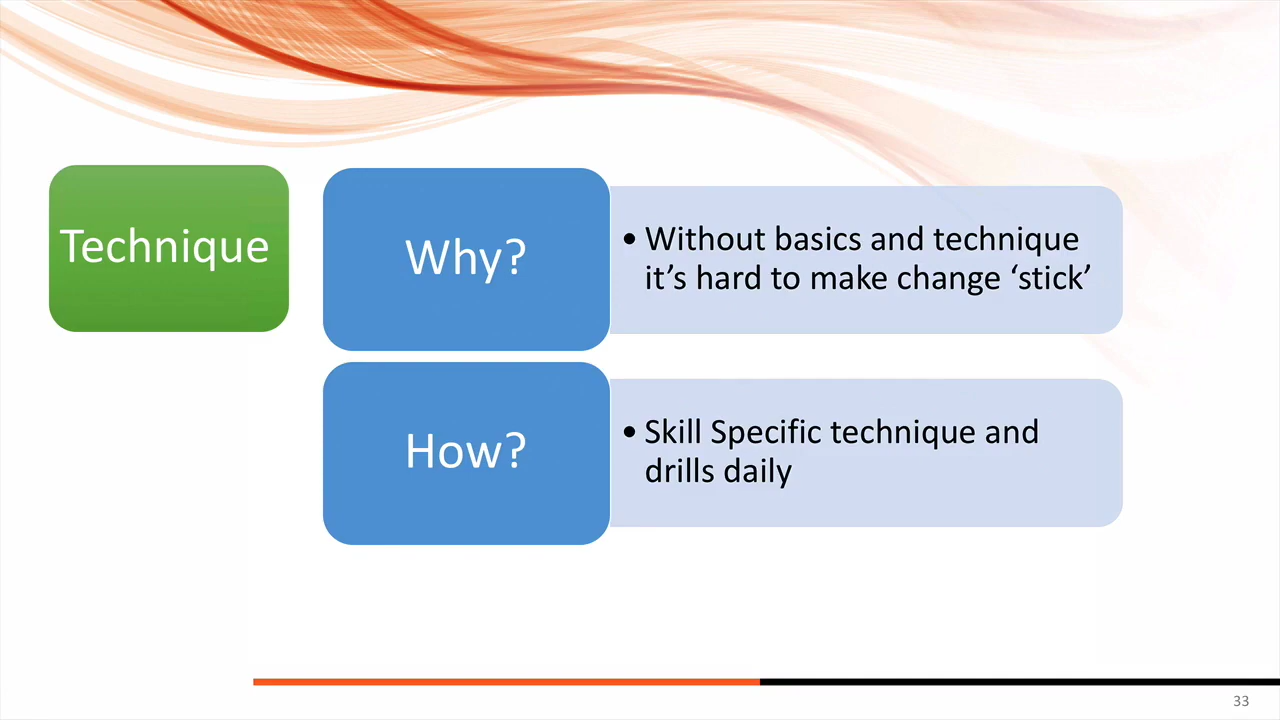 Technique
Why?
• Without basics and technique
it’s hard to make change ‘stick’
How?
• Skill Specific technique and
drills daily
33